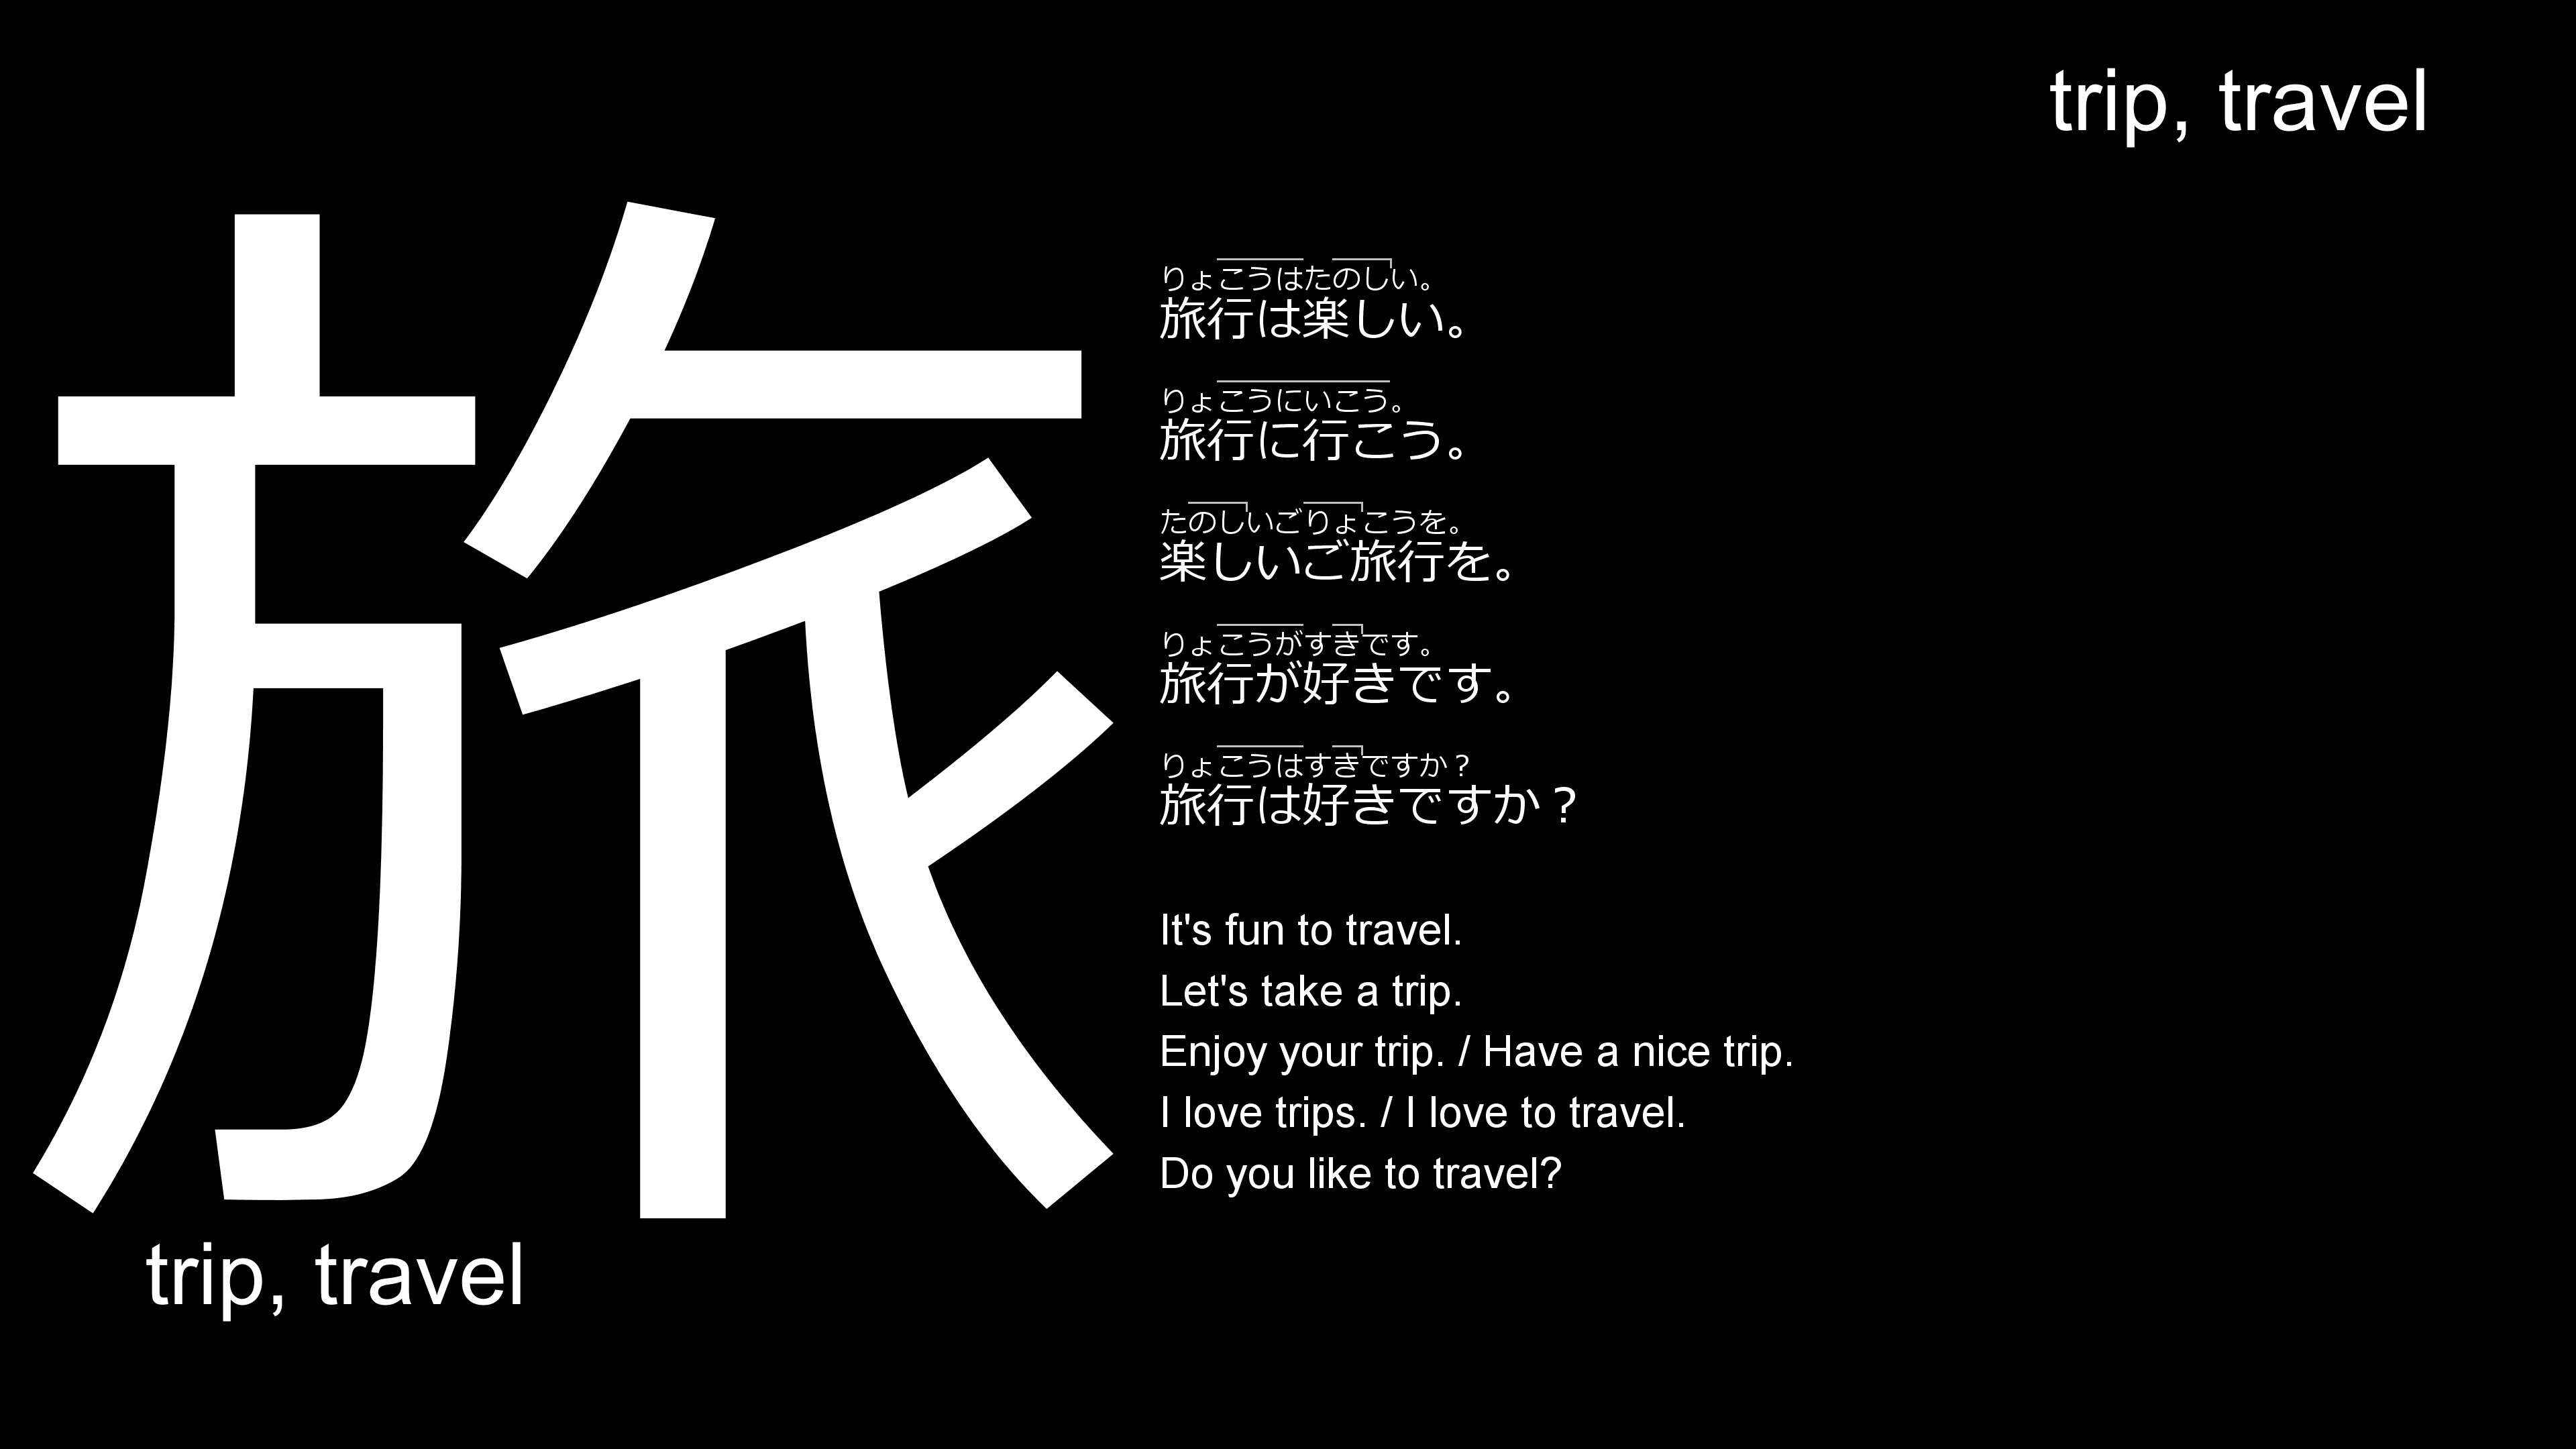 trip, travel
旅
りょこうはたのしい。
旅行は楽しい。
りょこうにいこう。
旅行に行こう。
たのしいごりょこうを。
楽しいご旅行を。
りょこうがすきです。
旅行が好きです。
りょこうはすきですか？
旅行は好きですか？
It's fun to travel.
Let's take a trip.
Enjoy your trip. / Have a nice trip.
I love trips. / I love to travel.
Do you like to travel?
trip, travel